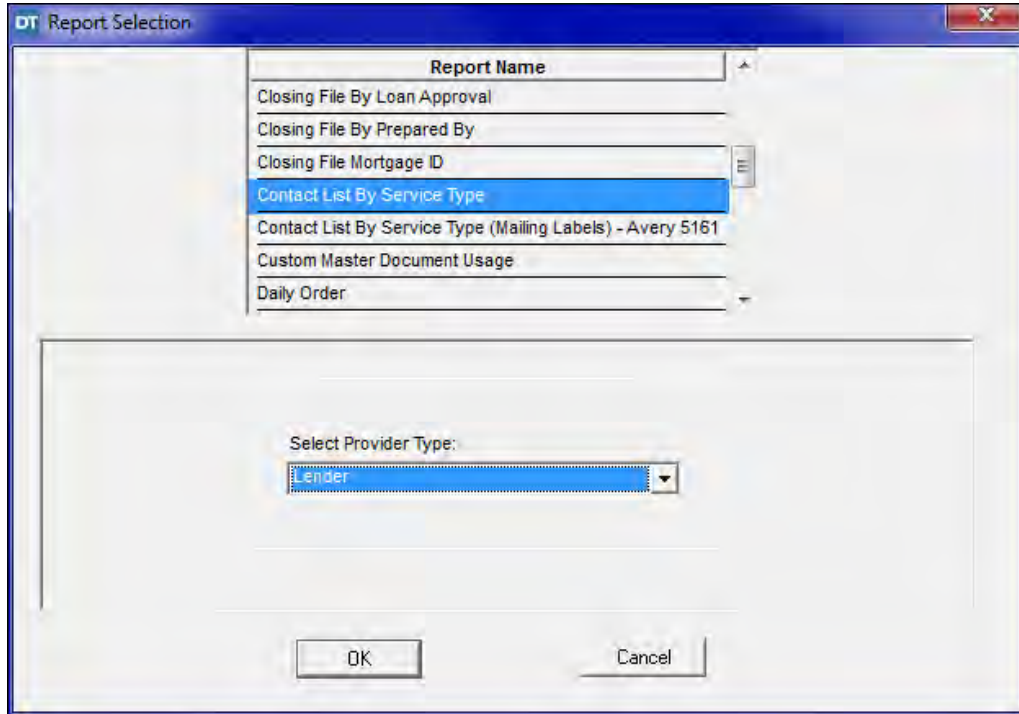 DT Report Selection
Report Name
Closing File By Loan Approval
Closing File By Prepared By
Closing File Mortgage ID
Contact List By Service Type
Contact List By Service Type (Mailing Labels) - Avery 5161
Custom Master Document Usage
Daily Order
Select Provider Type:
Lender
OK Cancel